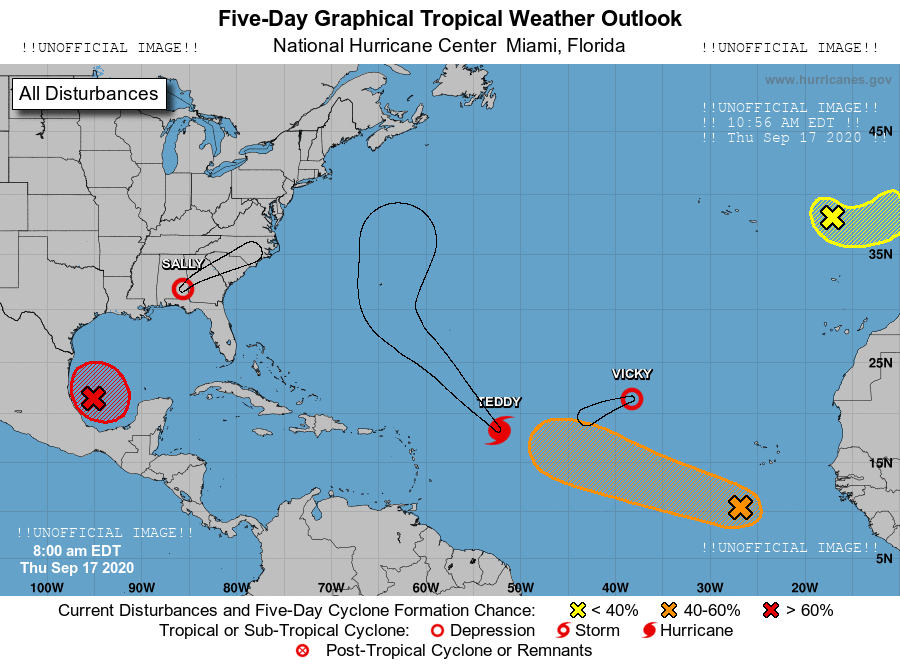 Five-Day Graphical Tropical Weather Outlook
!!UNOFFICIAL IMAGE!!
National Hurricane Center  Miami, Florida
!!UNOFFICIAL IMAGE!!
All Disturbances
www.hurricanes.gov
!!UNOFFICIAL IMAGE!!
!! 10:56 AM EDT !!
!! Thu Sep 17 2020 !!
45N
35N
SALLY
25N
VICKY
TEDDY
15N
!!UNOFFICIAL IMAGE!!
8:00 am EDT
Thu Sep 17 2020
!!UNOFFICIAL IMAGE!!
5N
100W 90W 80W 70W 60W 50W 40W 30W 20W
Current Disturbances and Five-Day Cyclone Formation Chance: < 40% 40-60% > 60%
Tropical or Sub-Tropical Cyclone: Depression Storm Hurricane
Post-Tropical Cyclone or Remnants